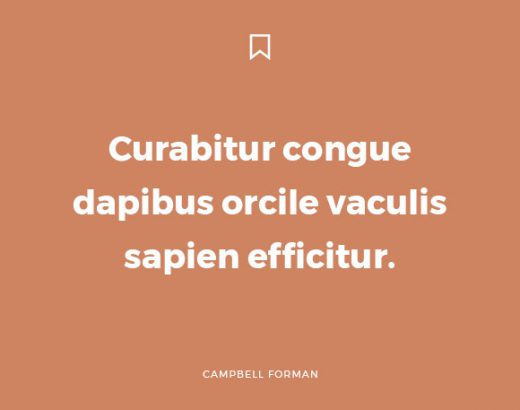 Curabitur congue
dapibus orcile vaculis
sapien efficitur.
CAMPBELL FORMAN